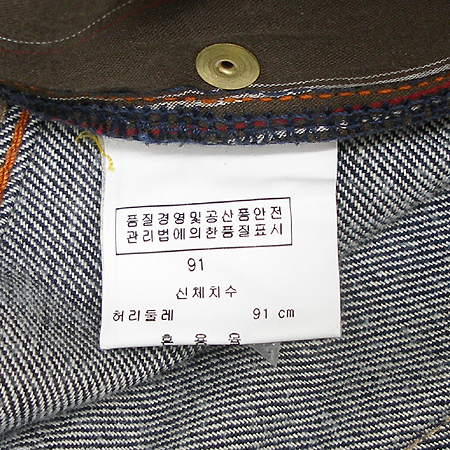 품질경영및공산품안전
관리법에의한품질표시
91
신체치수
허리둘레 91 cm